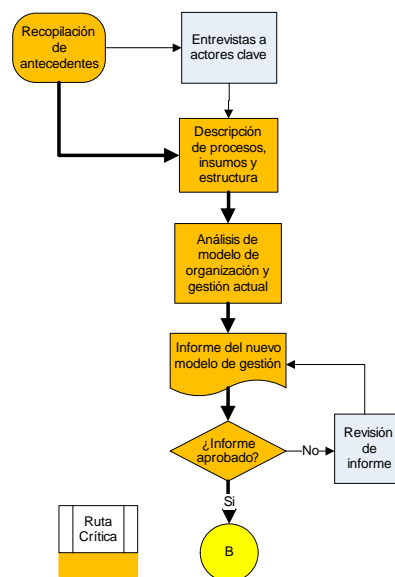 Recopilación
de
antecedentes
Entrevistas a
actores clave
Descripción
de procesos,
insumos y
estructura
Análisis de
modelo de
organización y
gestión actual
Informe del nuevo
modelo de gestión
¿Informe
aprobado?
No
Revisión
de
informe
Si
Ruta
Crítica
B